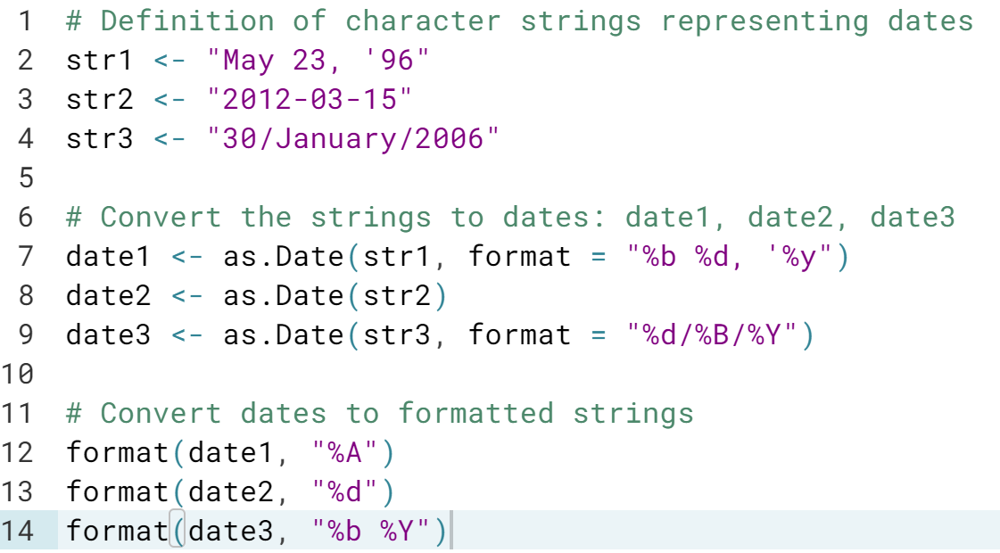 1 # Definition of character strings representing dates
2 str1 <- "May 23, '96"
3 str2 <- "2012-03-15"
4 str3 <- "30/January/2006"
5
6 # Convert the strings to dates: date1, date2, date3
7 date1 <- as.Date(str1, format = "%b %d, '%y")
8 date2 <- as.Date(str2)
9 date3 <- as.Date(str3, format = "%d/%B/%Y")
10
11 # Convert dates to formatted strings
12 format(date1, "%A")
13 format(date2, "%d")
14 format(date3, "%b %Y")